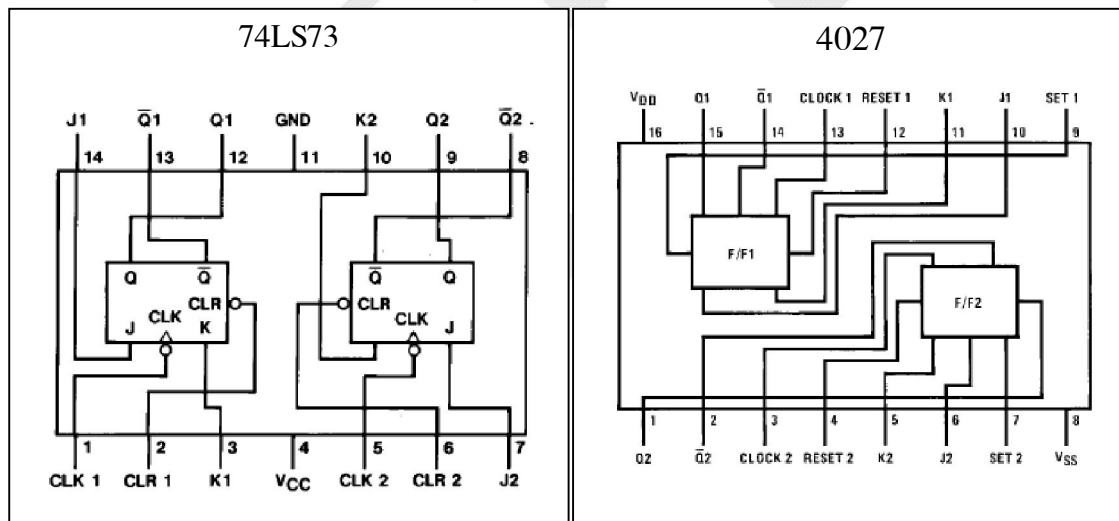 74LS73
J1 Q̅1 Q1 GND K2 Q2 Q̅2 .
14 13 12 11 10 9 8
Q Q̅ Q̅ Q
CLR CLR
CLK CLK
J K J
1 2 3 4 5 6 7
CLK 1 CLR 1 K1 VCC CLK 2 CLR 2 J2
4027
VDD Q1 Q̅1 CLOCK 1 RESET 1 K1 J1 SET 1
16 15 14 13 12 11 10 9
F/F1
F/F2
1 2 3 4 5 6 7 8
Q2 Q̅2 CLOCK 2 RESET 2 K2 J2 SET 2 VSS